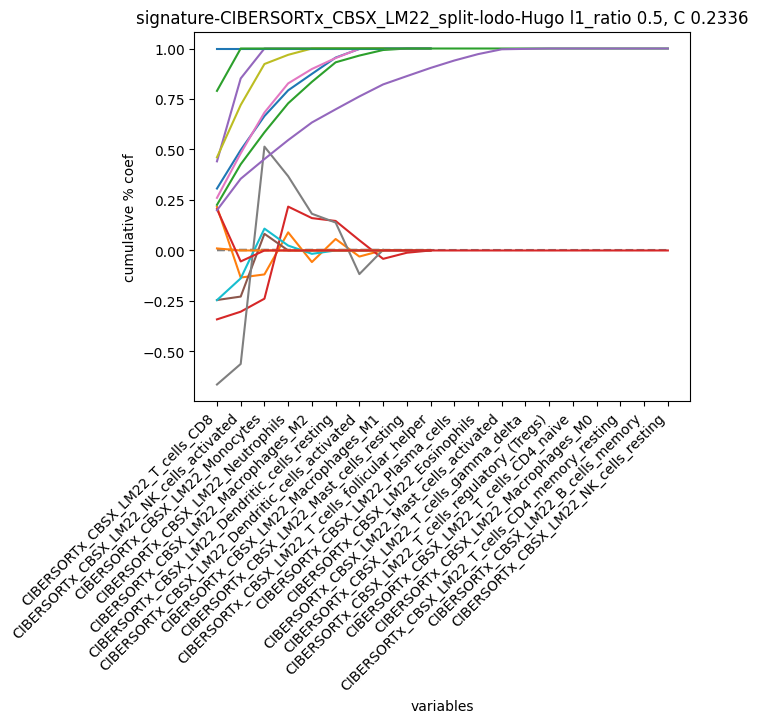 signature-CIBERSORTx_CBSX_LM22_split-lodo-Hugo l1_ratio 0.5, C 0.2336
cumulative % coef
1.00
0.75
0.50
0.25
0.00
−0.25
−0.50
CIBERSORTx_CBSX_LM22_T_cells_CD8
CIBERSORTx_CBSX_LM22_NK_cells_activated
CIBERSORTx_CBSX_LM22_Monocytes
CIBERSORTx_CBSX_LM22_Neutrophils
CIBERSORTx_CBSX_LM22_Macrophages_M2
CIBERSORTx_CBSX_LM22_Dendritic_cells_resting
CIBERSORTx_CBSX_LM22_Dendritic_cells_activated
CIBERSORTx_CBSX_LM22_Macrophages_M1
CIBERSORTx_CBSX_LM22_Mast_cells_resting
CIBERSORTx_CBSX_LM22_T_cells_follicular_helper
CIBERSORTx_CBSX_LM22_Plasma_cells
CIBERSORTx_CBSX_LM22_Eosinophils
CIBERSORTx_CBSX_LM22_Mast_cells_activated
CIBERSORTx_CBSX_LM22_T_cells_gamma_delta
CIBERSORTx_CBSX_LM22_T_cells_regulatory_(Tregs)
CIBERSORTx_CBSX_LM22_T_cells_CD4_naive
CIBERSORTx_CBSX_LM22_Macrophages_M0
CIBERSORTx_CBSX_LM22_T_cells_CD4_memory_resting
CIBERSORTx_CBSX_LM22_B_cells_memory
CIBERSORTx_CBSX_LM22_NK_cells_resting
variables